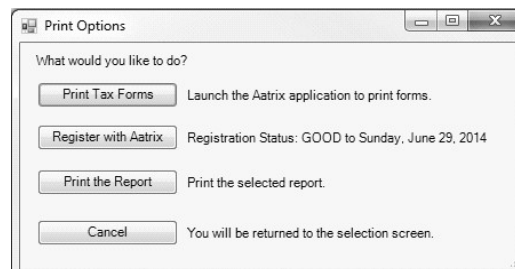 Print Options
What would you like to do?
Print Tax Forms Launch the Aatrix application to print forms.
Register with Aatrix Registration Status: GOOD to Sunday, June 29, 2014
Print the Report Print the selected report.
Cancel You will be returned to the selection screen.